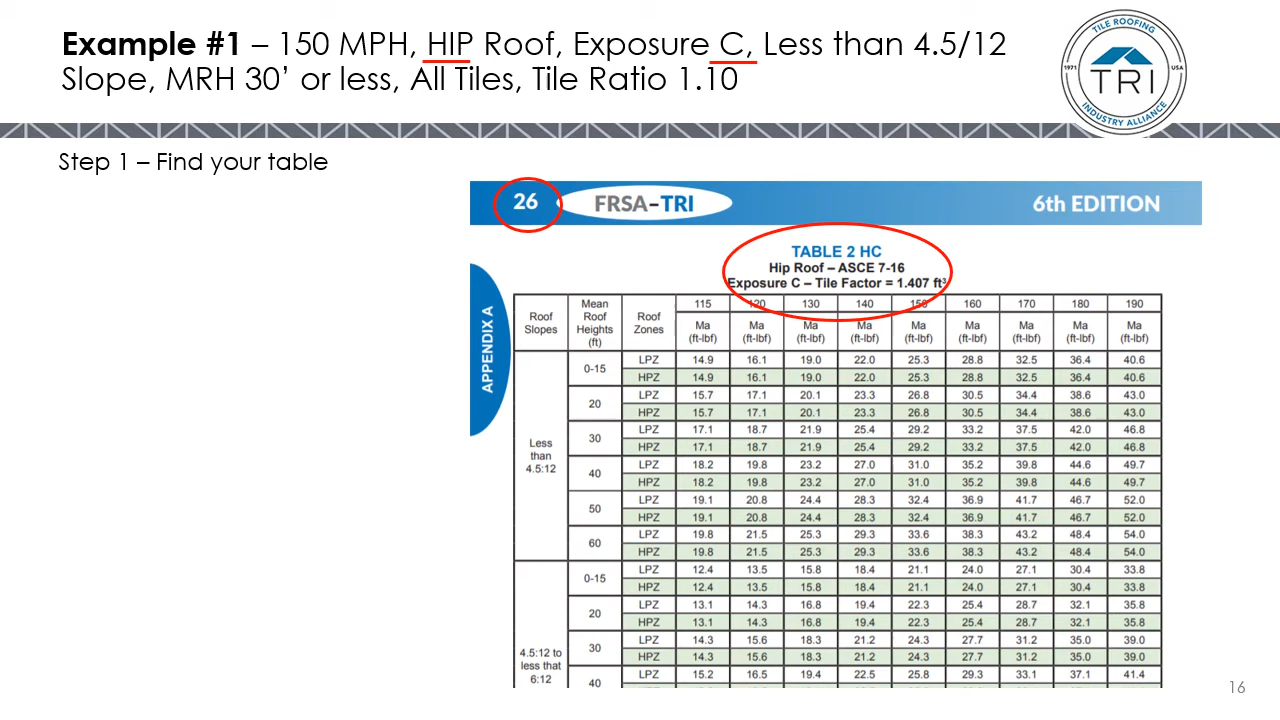 Example #1 – 150 MPH, HIP Roof, Exposure C, Less than 4.5/12
Slope, MRH 30’ or less, All Tiles, Tile Ratio 1.10
TILE ROOFING
1971
USA
TRI
INDUSTRY ALLIANCE
Step 1 – Find your table
26 FRSA–TRI 6th EDITION
TABLE 2 HC
Hip Roof – ASCE 7-16
Exposure C – Tile Factor = 1.407 ft³
APPENDIX A
Roof Slopes Mean Roof Heights (ft) Roof Zones 115 120 130 140 150 160 170 180 190
Ma (ft-lbf) Ma (ft-lbf) Ma (ft-lbf) Ma (ft-lbf) Ma (ft-lbf) Ma (ft-lbf) Ma (ft-lbf) Ma (ft-lbf) Ma (ft-lbf)
Less than 4.5:12
0-15 LPZ 14.9 16.1 19.0 22.0 25.3 28.8 32.5 36.4 40.6
HPZ 14.9 16.1 19.0 22.0 25.3 28.8 32.5 36.4 40.6
20 LPZ 15.7 17.1 20.1 23.3 26.8 30.5 34.4 38.6 43.0
HPZ 15.7 17.1 20.1 23.3 26.8 30.5 34.4 38.6 43.0
30 LPZ 17.1 18.7 21.9 25.4 29.2 33.2 37.5 42.0 46.8
HPZ 17.1 18.7 21.9 25.4 29.2 33.2 37.5 42.0 46.8
40 LPZ 18.2 19.8 23.2 27.0 31.0 35.2 39.8 44.6 49.7
HPZ 18.2 19.8 23.2 27.0 31.0 35.2 39.8 44.6 49.7
50 LPZ 19.1 20.8 24.4 28.3 32.4 36.9 41.7 46.7 52.0
HPZ 19.1 20.8 24.4 28.3 32.4 36.9 41.7 46.7 52.0
60 LPZ 19.8 21.5 25.3 29.3 33.6 38.3 43.2 48.4 54.0
HPZ 19.8 21.5 25.3 29.3 33.6 38.3 43.2 48.4 54.0
4.5:12 to less that 6:12
0-15 LPZ 12.4 13.5 15.8 18.4 21.1 24.0 27.1 30.4 33.8
HPZ 12.4 13.5 15.8 18.4 21.1 24.0 27.1 30.4 33.8
20 LPZ 13.1 14.3 16.8 19.4 22.3 25.4 28.7 32.1 35.8
HPZ 13.1 14.3 16.8 19.4 22.3 25.4 28.7 32.1 35.8
30 LPZ 14.3 15.6 18.3 21.2 24.3 27.7 31.2 35.0 39.0
HPZ 14.3 15.6 18.3 21.2 24.3 27.7 31.2 35.0 39.0
40 LPZ 15.2 16.5 19.4 22.5 25.8 29.3 33.1 37.1 41.4
16